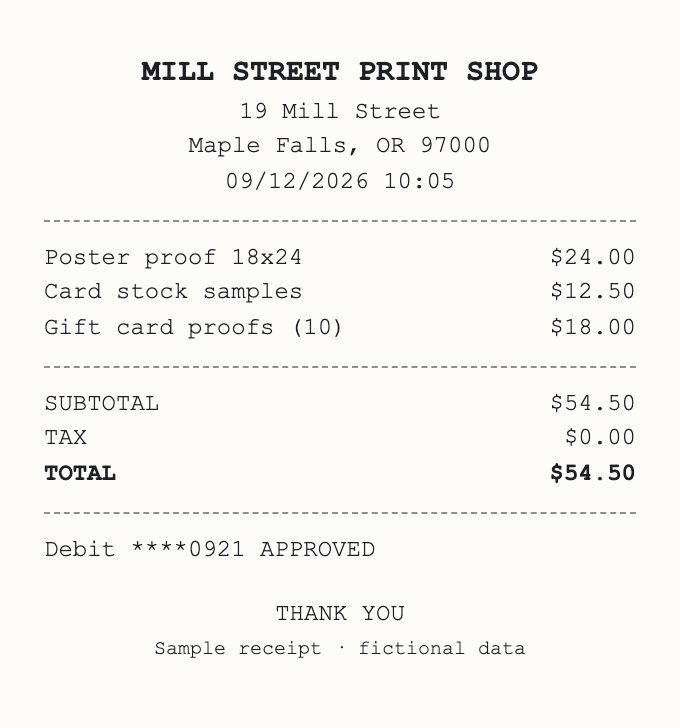 MILL STREET PRINT SHOP
19 Mill Street
Maple Falls, OR 97000
09/12/2026 10:05
Poster proof 18x24 $24.00
Card stock samples $12.50
Gift card proofs (10) $18.00
SUBTOTAL $54.50
TAX $0.00
TOTAL $54.50
Debit ****0921 APPROVED
THANK YOU
Sample receipt · fictional data